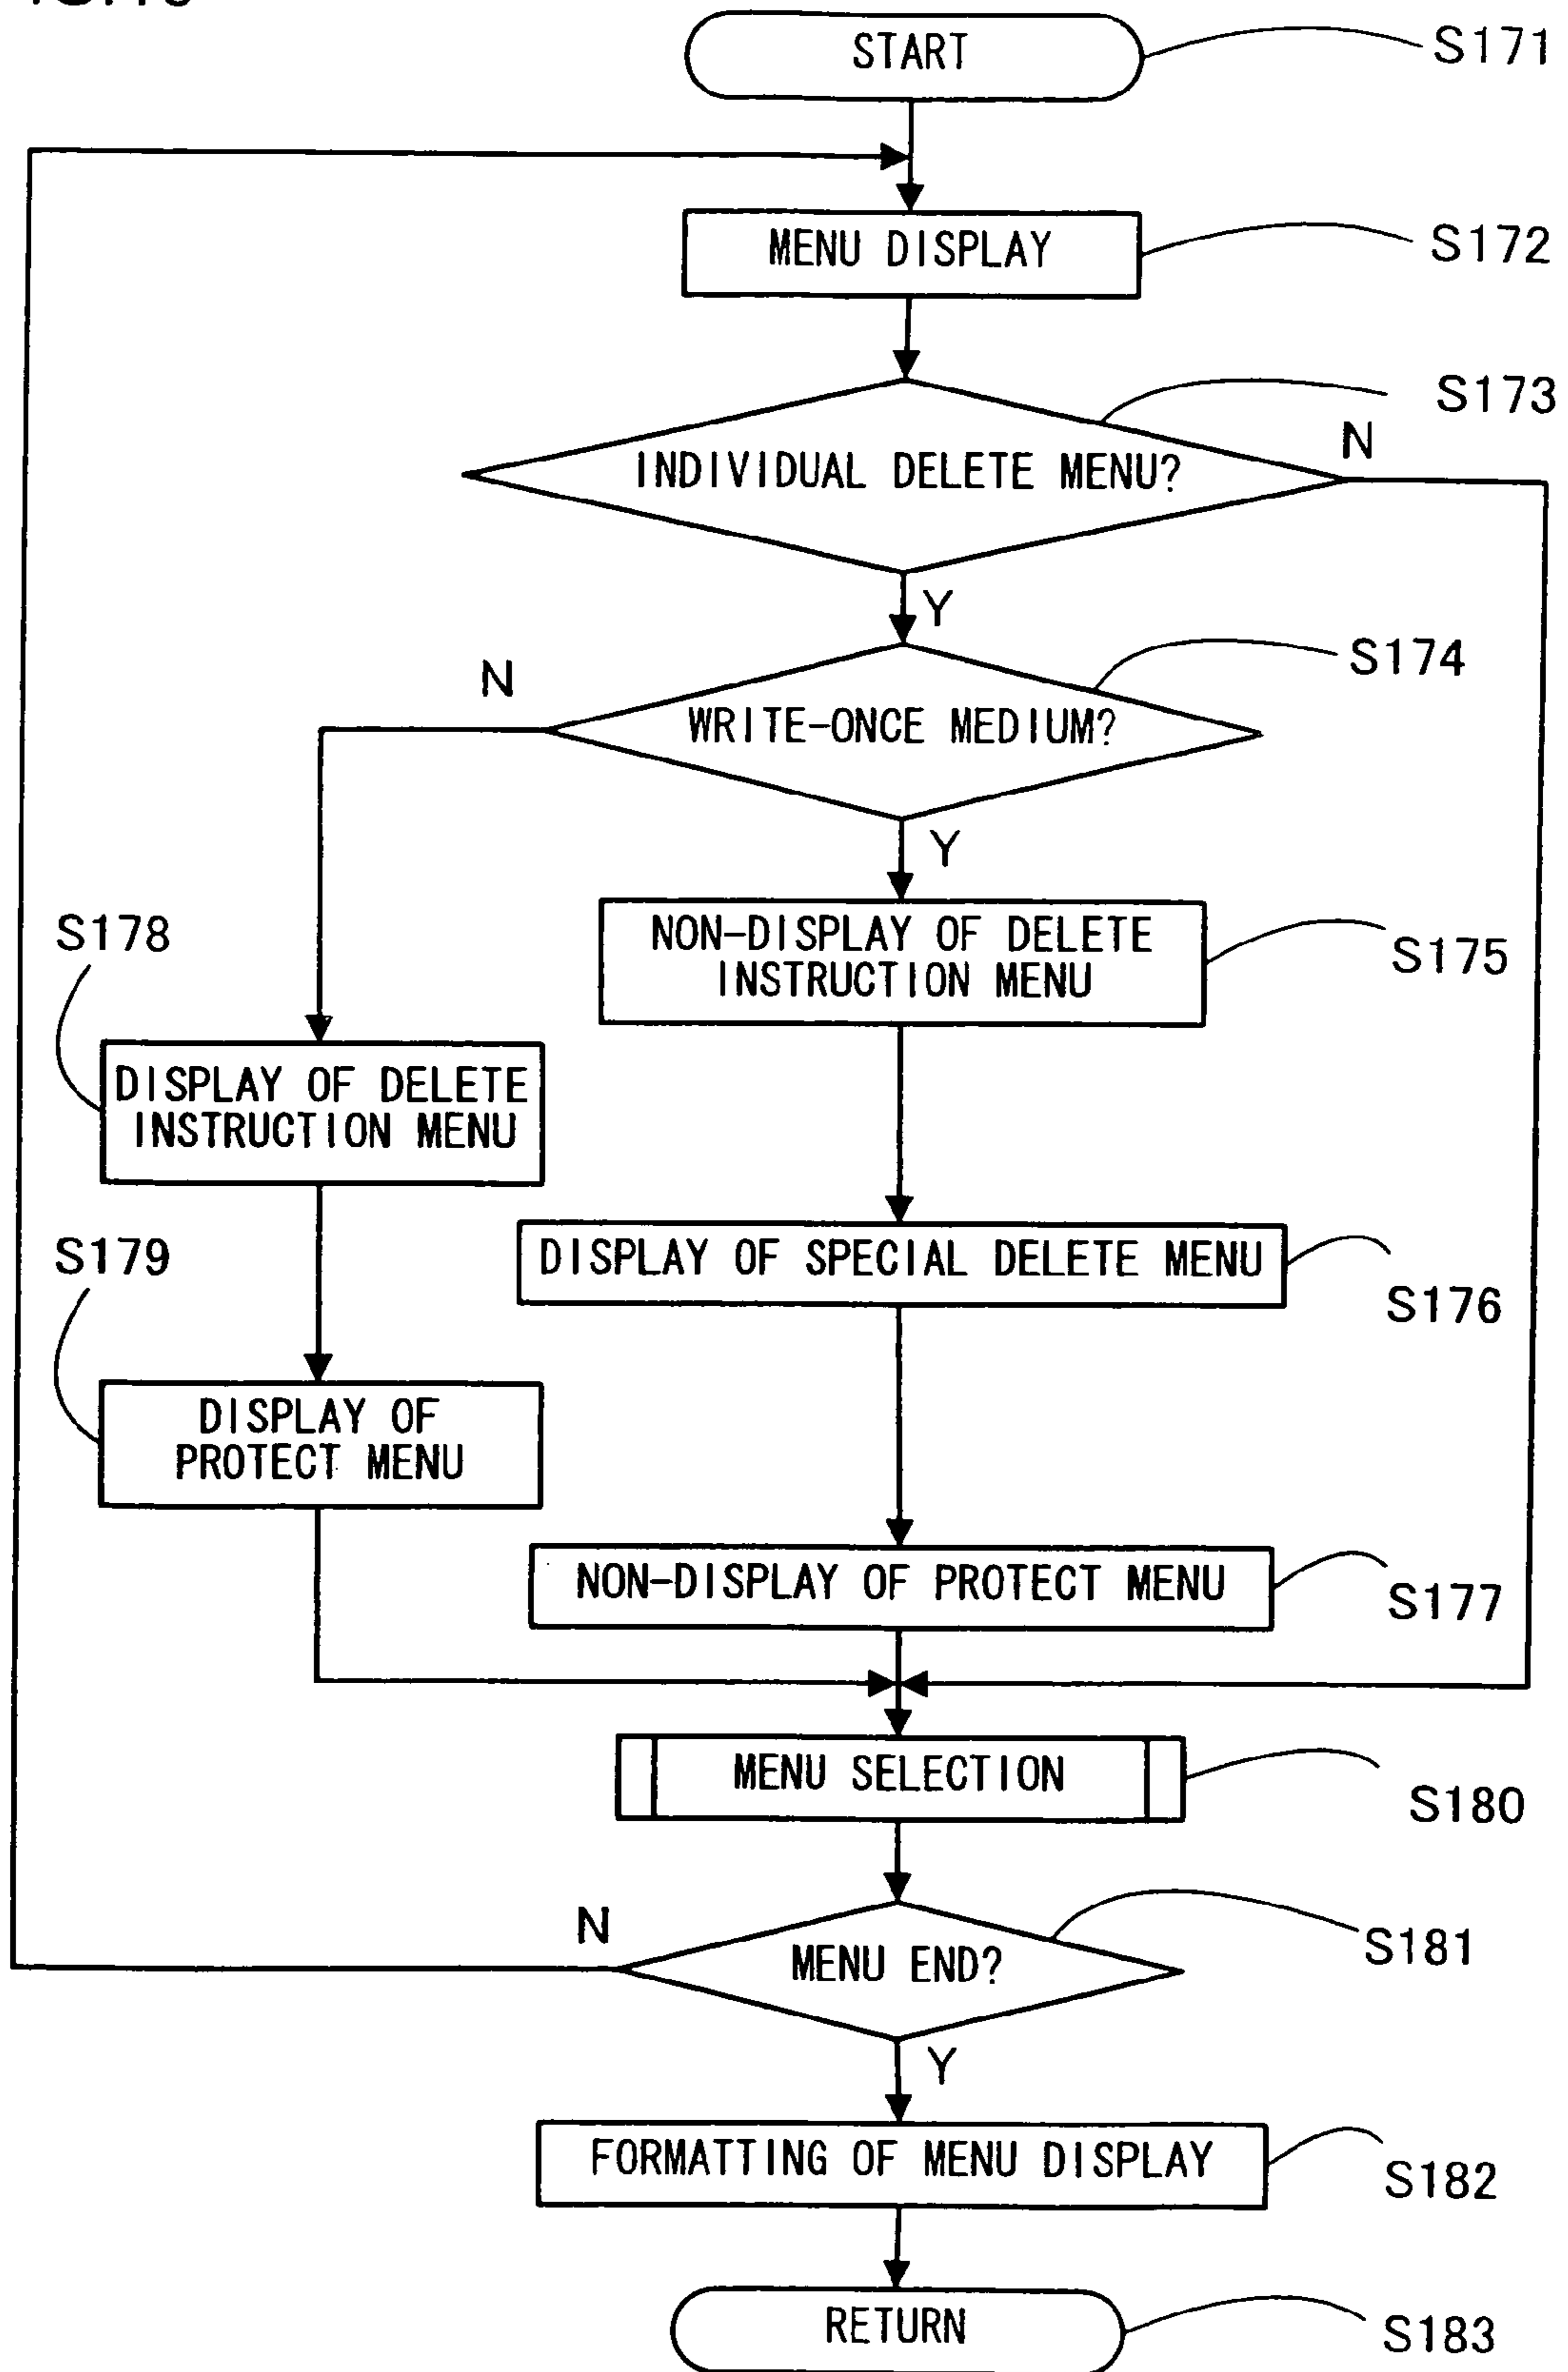 START
S171
MENU DISPLAY
S172
S173
N
INDIVIDUAL DELETE MENU?
Y
S174
N
WRITE-ONCE MEDIUM?
Y
S178
NON-DISPLAY OF DELETE
INSTRUCTION MENU
S175
DISPLAY OF DELETE
INSTRUCTION MENU
S179
DISPLAY OF SPECIAL DELETE MENU
S176
DISPLAY OF
PROTECT MENU
NON-DISPLAY OF PROTECT MENU
S177
MENU SELECTION
S180
N
MENU END?
S181
Y
FORMATTING OF MENU DISPLAY
S182
RETURN
S183